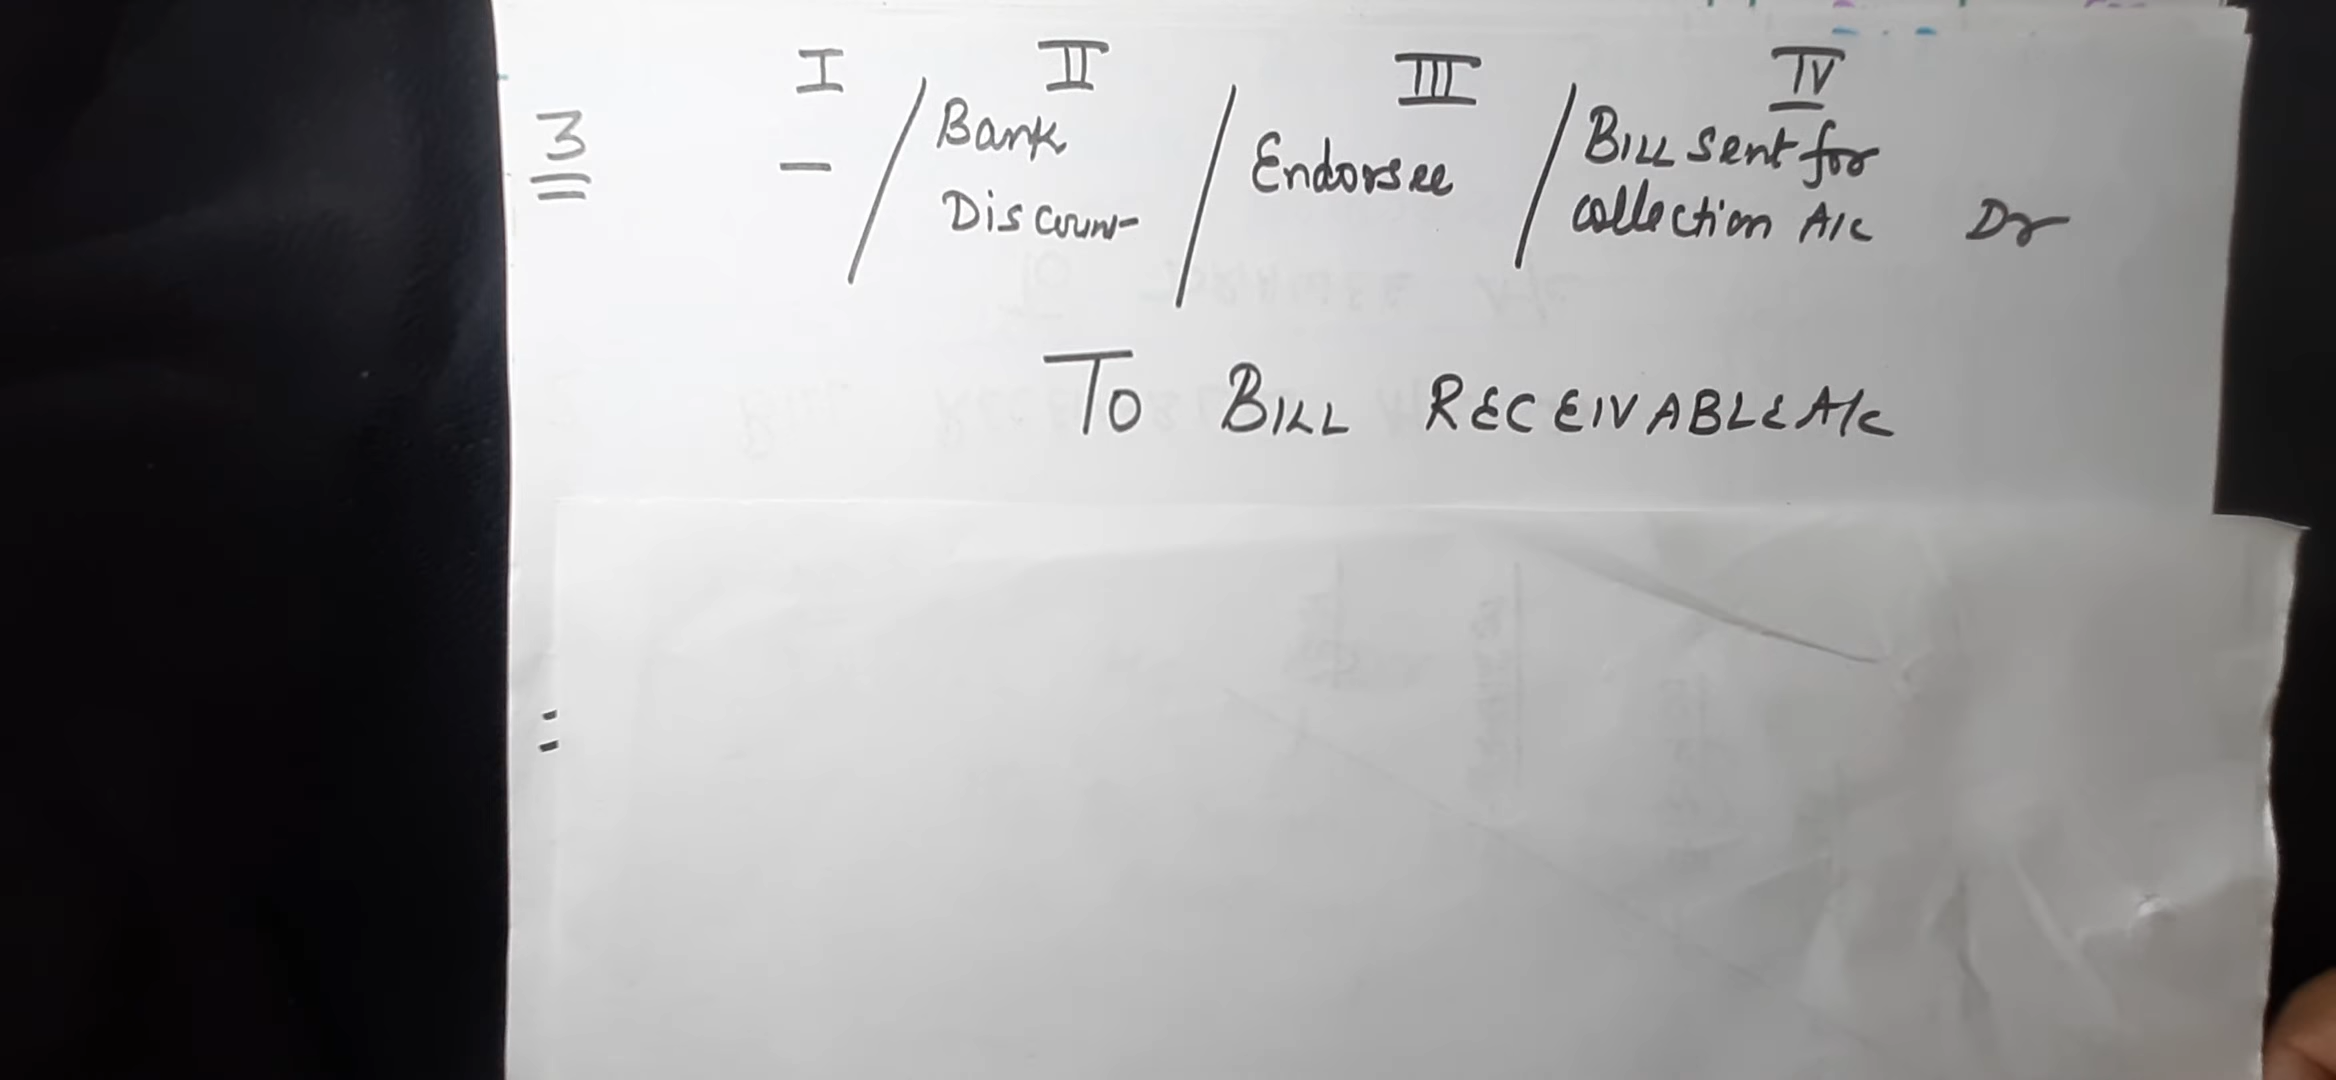 I II III IV
3 - / Bank Discount / Endorsee / Bill sent for collection A/c Dr
To BILL RECEIVABLE A/c